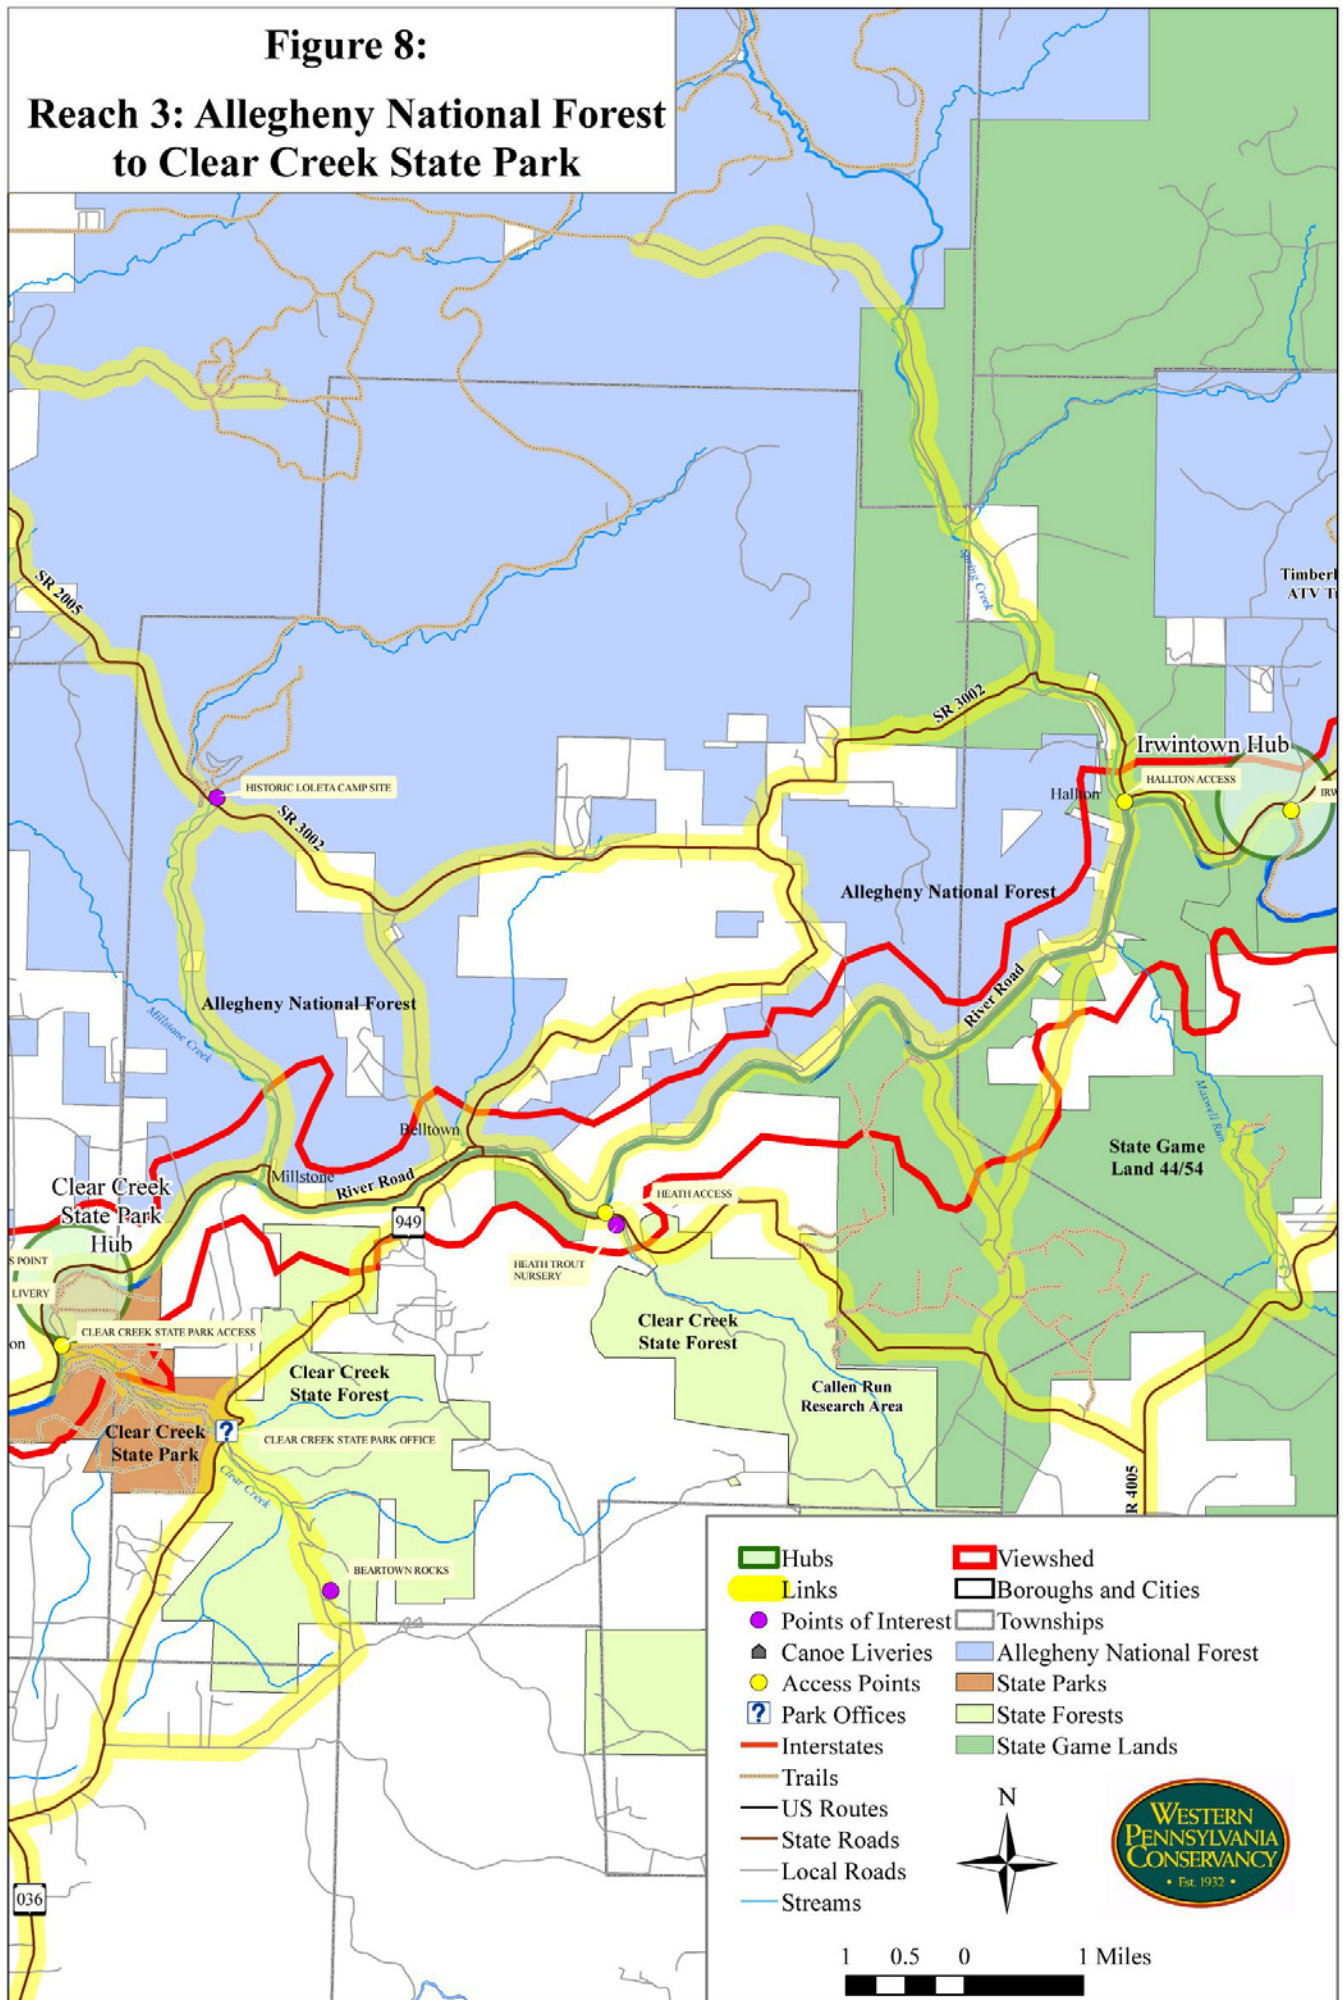 Figure 8:
Reach 3: Allegheny National Forest
to Clear Creek State Park
SR 2005
Spring Creek
Timberl
ATV T
SR 3002
Irwintown Hub
HISTORIC LOLETA CAMP SITE
HALLTON ACCESS
Hallton
IRW
SR 3002
Allegheny National Forest
River Road
Allegheny National Forest
Millstone Creek
Maxwell Run
Belltown
State Game
Land 44/54
Clear Creek
State Park
Hub
Millstone
River Road
HEATH ACCESS
949
S POINT
LIVERY
HEATH TROUT
NURSERY
CLEAR CREEK STATE PARK ACCESS
on
Clear Creek
State Forest
Clear Creek
State Forest
Callen Run
Research Area
Clear Creek
State Park
?
CLEAR CREEK STATE PARK OFFICE
Clear Creek
R 4005
BEARTOWN ROCKS
036
Hubs
Links
Points of Interest
Canoe Liveries
Access Points
? Park Offices
Interstates
Trails
US Routes
State Roads
Local Roads
Streams
Viewshed
Boroughs and Cities
Townships
Allegheny National Forest
State Parks
State Forests
State Game Lands
N
WESTERN
PENNSYLVANIA
CONSERVANCY
• Est. 1932 •
1 0.5 0 1 Miles